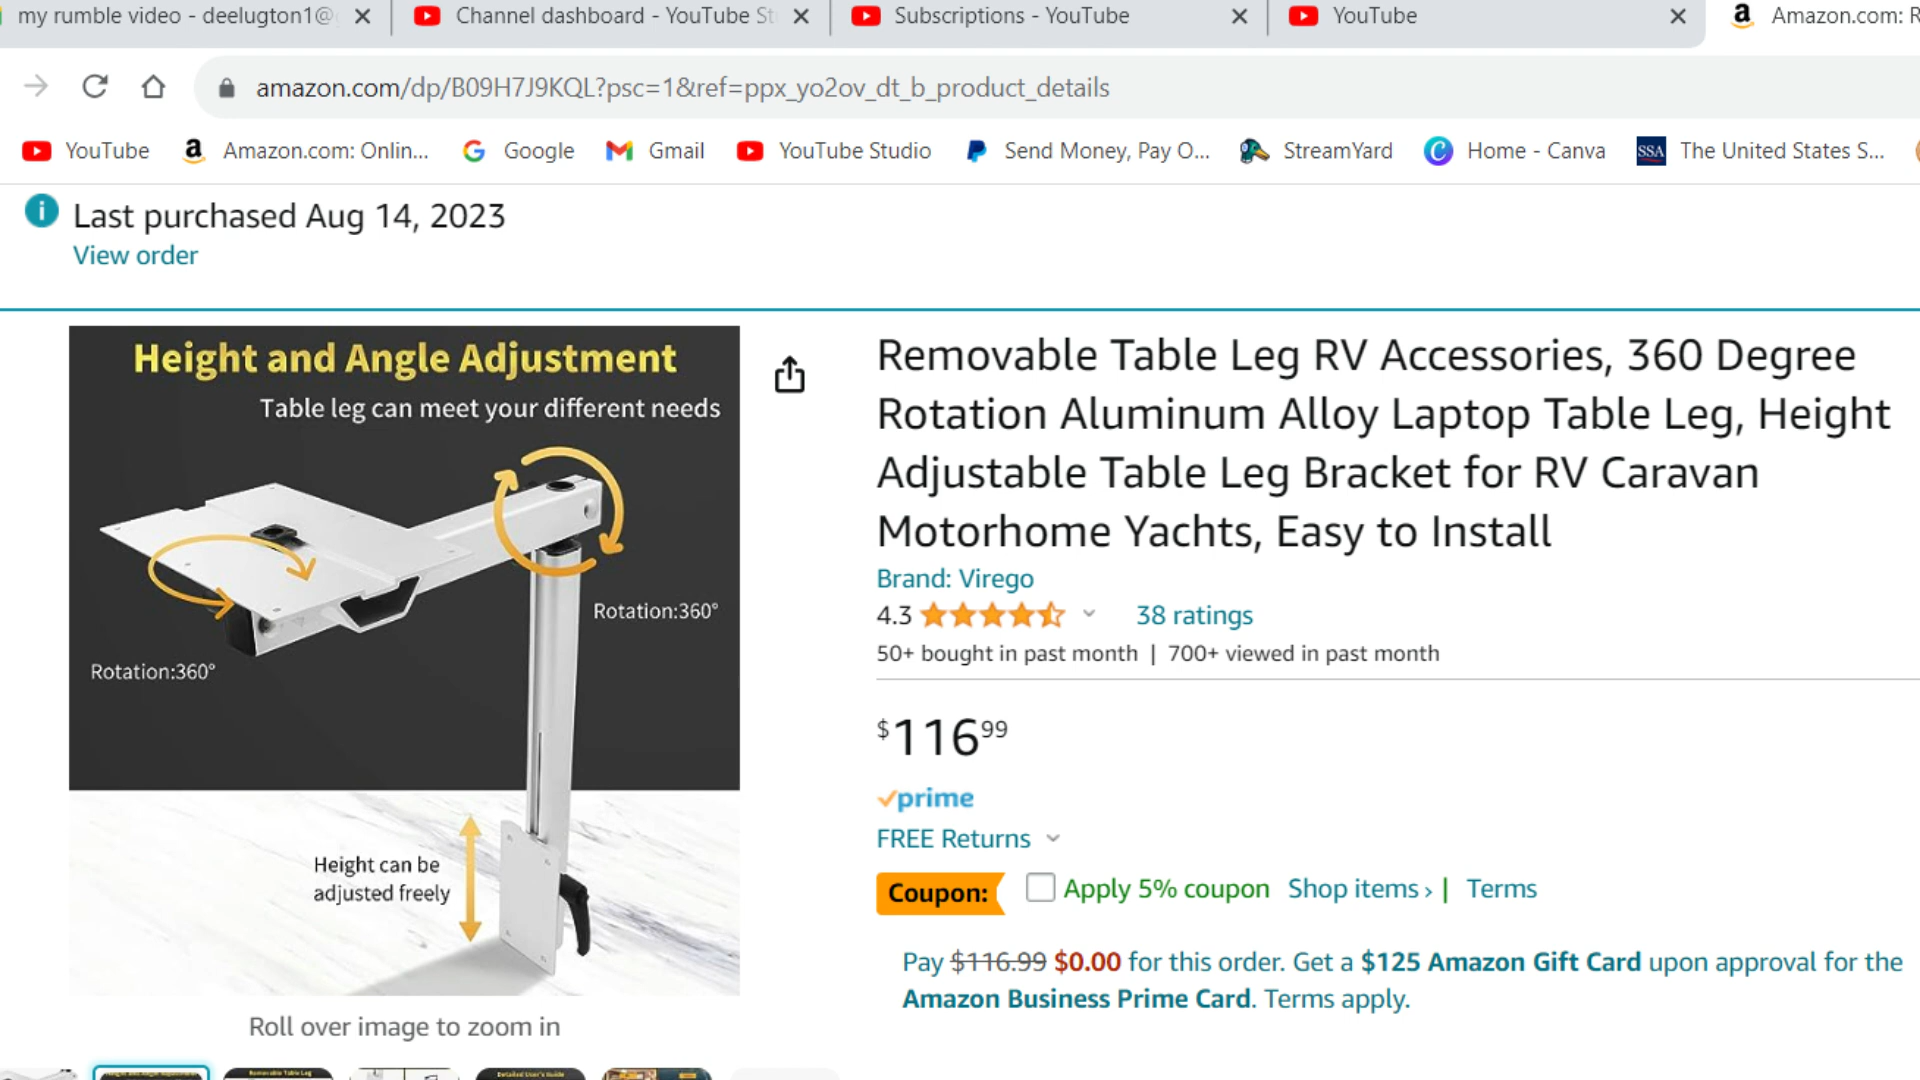 my rumble video - deelugton1@
Channel dashboard - YouTube St
Subscriptions - YouTube
YouTube
Amazon.com: R
amazon.com/dp/B09H7J9KQL?psc=1&ref=ppx_yo2ov_dt_b_product_details
YouTube
Amazon.com: Onlin...
Google
Gmail
YouTube Studio
Send Money, Pay O...
StreamYard
Home - Canva
SSA
The United States S...
Last purchased Aug 14, 2023
View order
Height and Angle Adjustment
Table leg can meet your different needs
Rotation:360°
Rotation:360°
Height can be
adjusted freely
Roll over image to zoom in
Removable Table Leg RV Accessories, 360 Degree
Rotation Aluminum Alloy Laptop Table Leg, Height
Adjustable Table Leg Bracket for RV Caravan
Motorhome Yachts, Easy to Install
Brand: Virego
4.3
38 ratings
50+ bought in past month | 700+ viewed in past month
$116.99
prime
FREE Returns
Coupon:
Apply 5% coupon Shop items › | Terms
Pay $116.99 $0.00 for this order. Get a $125 Amazon Gift Card upon approval for the
Amazon Business Prime Card. Terms apply.
Removable Table Leg
Detailed User's Guide